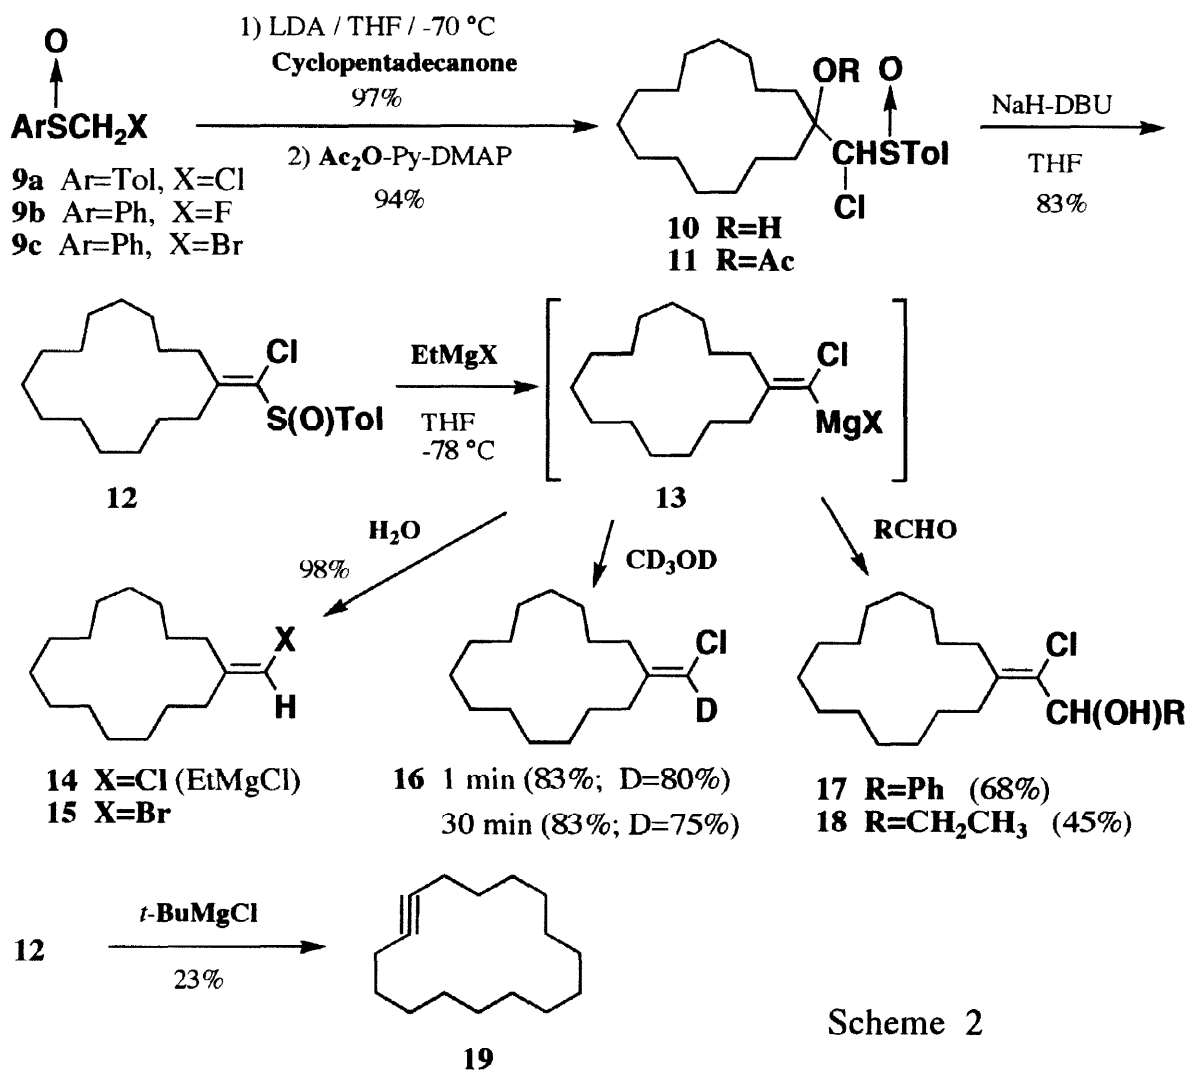 1) LDA / THF / -70 °C
Cyclopentadecanone
97%
2) Ac₂O-Py-DMAP
94%
O
ArSCH₂X
9a Ar=Tol, X=Cl
9b Ar=Ph, X=F
9c Ar=Ph, X=Br
OR O
CHSTol
Cl
10 R=H
11 R=Ac
NaH-DBU
THF
83%
Cl
S(O)Tol
12
EtMgX
THF
-78 °C
Cl
MgX
13
H₂O
98%
CD₃OD
RCHO
X
H
14 X=Cl (EtMgCl)
15 X=Br
Cl
D
16 1 min (83%; D=80%)
30 min (83%; D=75%)
Cl
CH(OH)R
17 R=Ph (68%)
18 R=CH₂CH₃ (45%)
12
t-BuMgCl
23%
19
Scheme 2